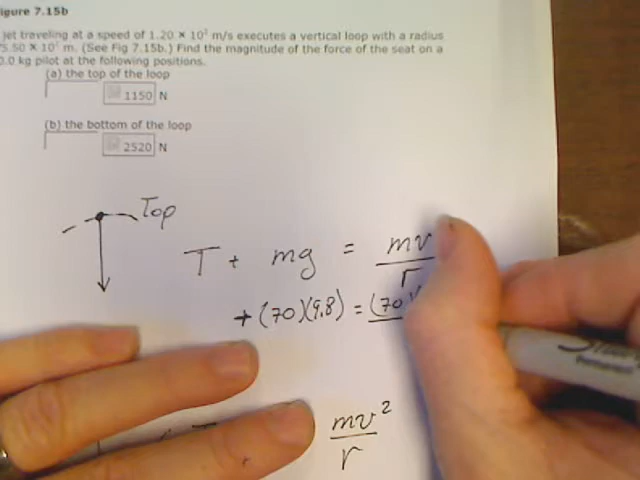 igure 7.15b
jet traveling at a speed of 1.20 × 10² m/s executes a vertical loop with a radius
5.50 × 10² m. (See Fig 7.15b.) Find the magnitude of the force of the seat on a
0.0 kg pilot at the following positions.
(a) the top of the loop
1150 N
(b) the bottom of the loop
2520 N
Top
T + mg = mv
r
+(70)(9.8) = (70)
mv²
r